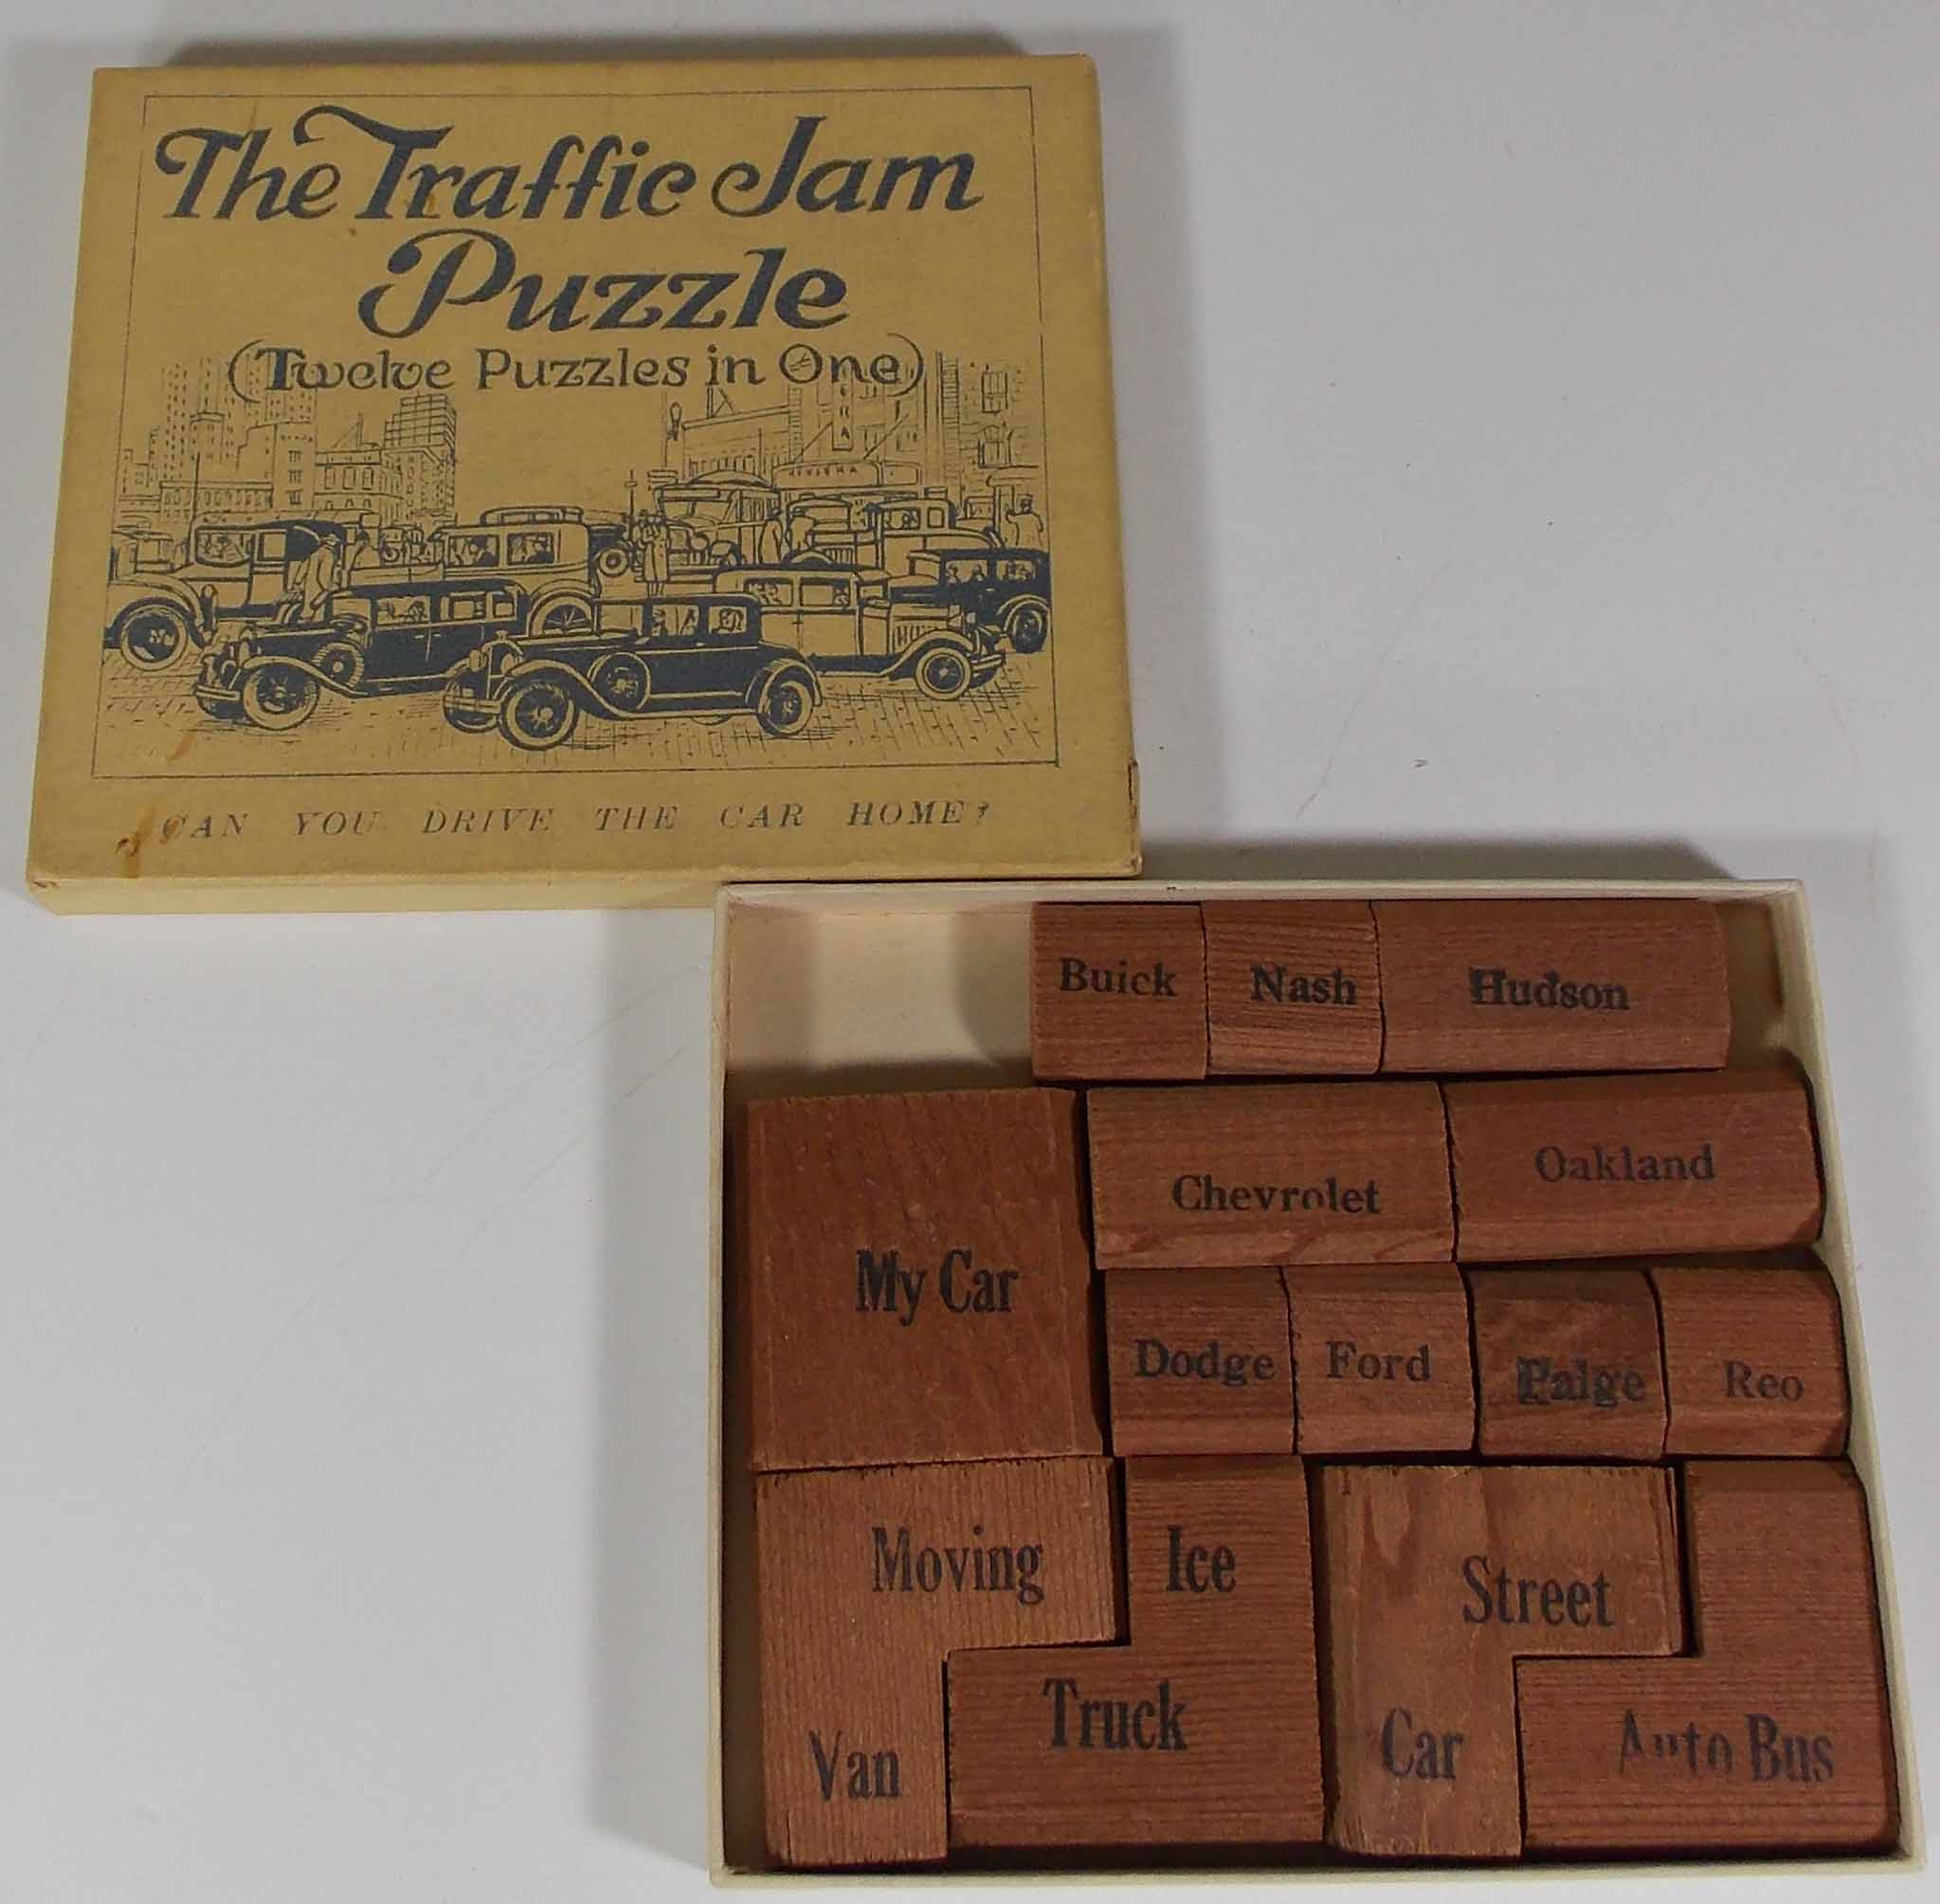 The Traffic Jam
Puzzle
(Twelve Puzzles in One)
CAN YOU DRIVE THE CAR HOME?
Buick Nash Hudson
Chevrolet Oakland
My Car
Dodge Ford Paige Reo
Moving Ice Street
Truck
Van Car Auto Bus